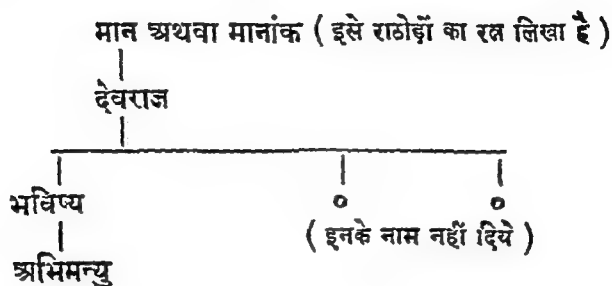 मान अथवा मानांक ( इसे राठोड़ों का रत्न लिखा है )
देवराज
भविष्य
( इनके नाम नहीं दिये )
अभिमन्यु